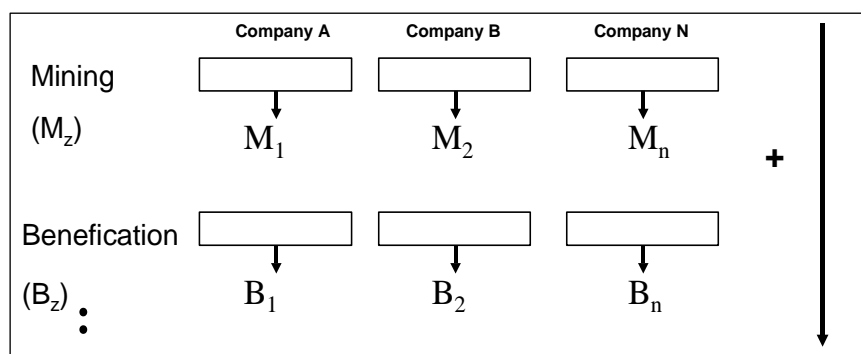 Company A Company B Company N
Mining
(Mz)
M1 M2 Mn
+
Benefication
(Bz)
B1 B2 Bn
: